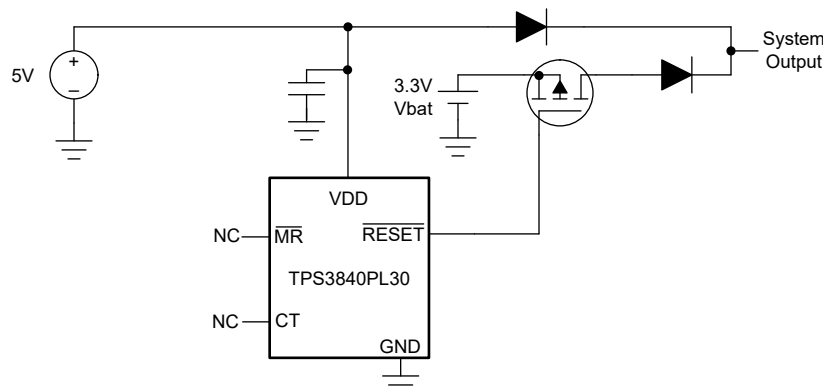 System
Output
5V
+
–
3.3V
Vbat
VDD
NC
MR
RESET
TPS3840PL30
NC
CT
GND